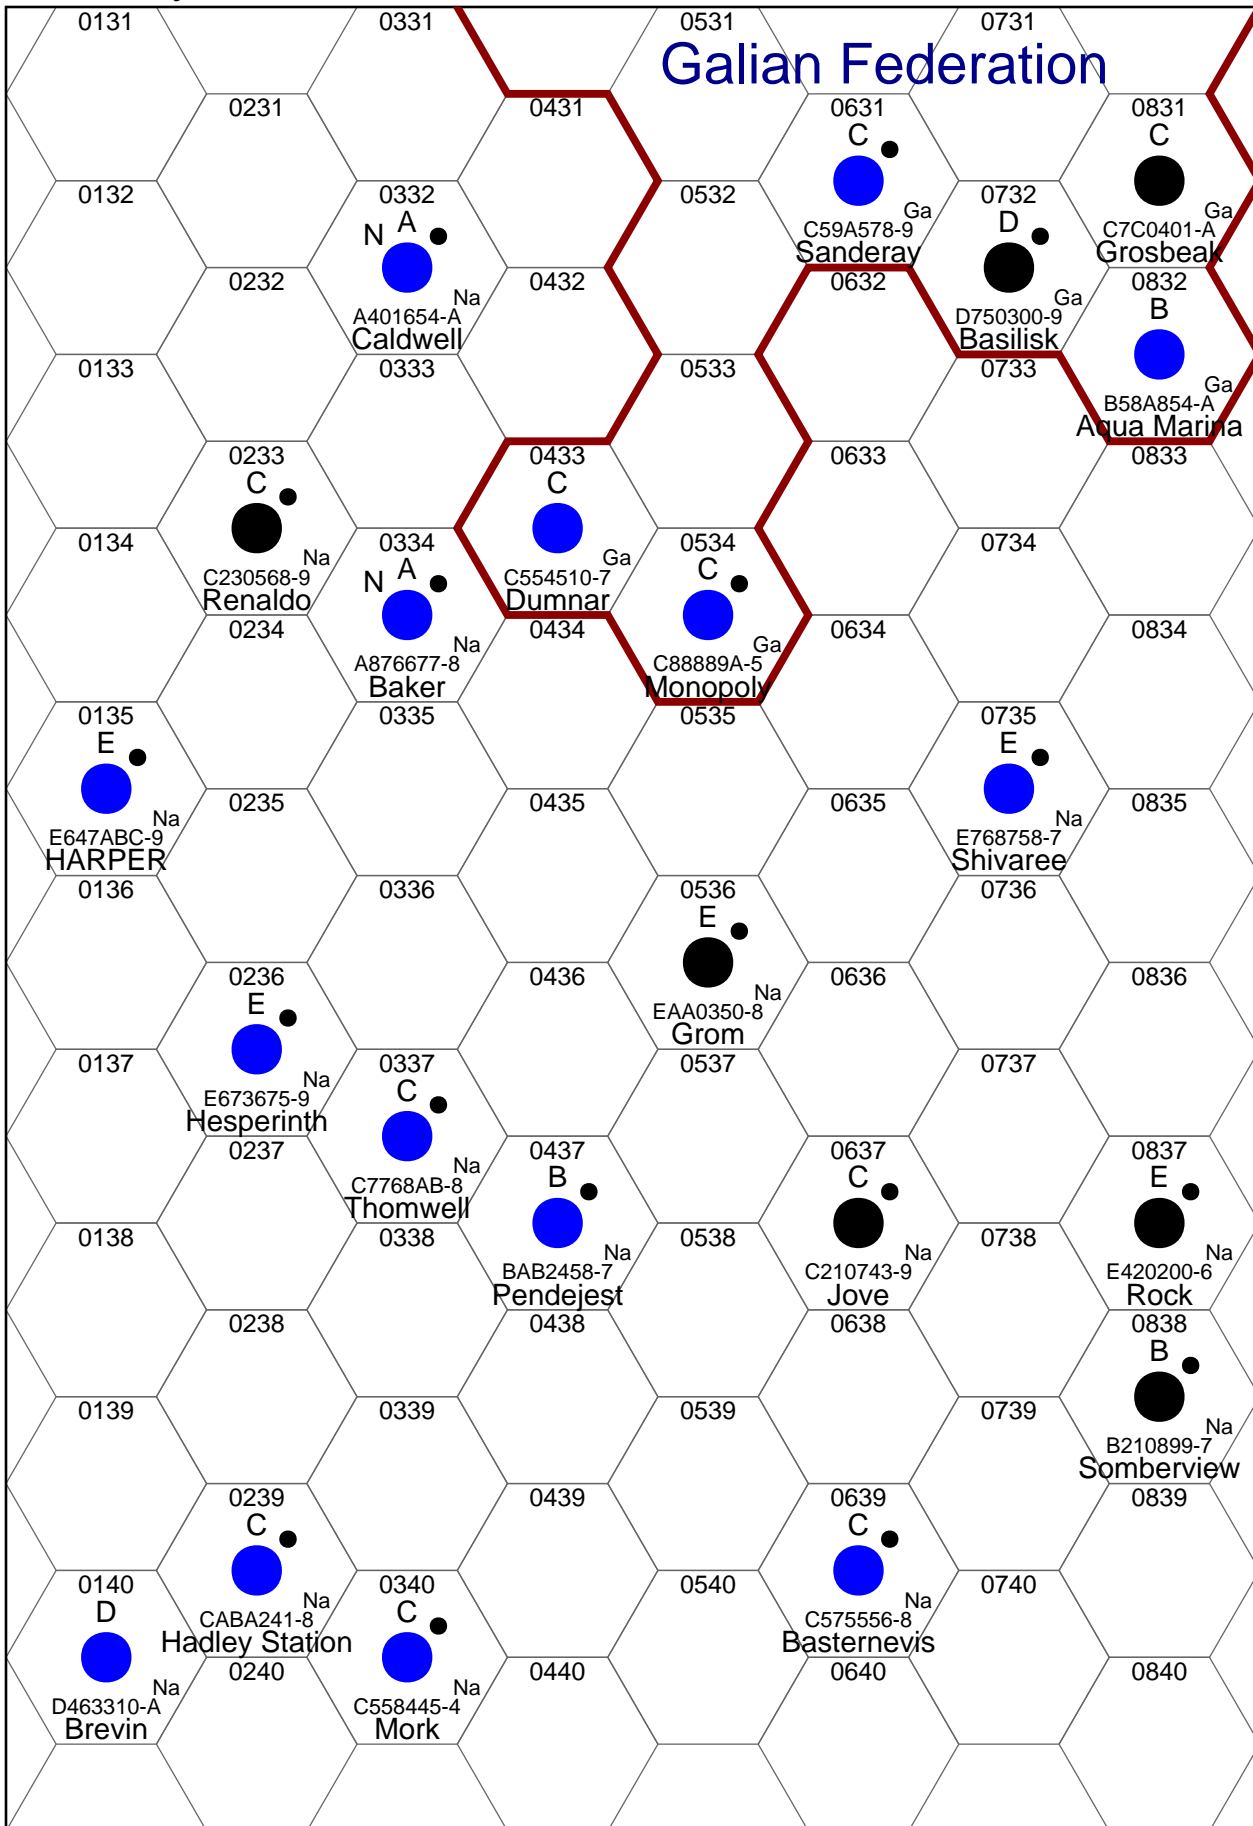 0131
0331
0531
0731
Galian Federation
0231
0431
0631
C
0831
C
0132
0332
A
N
0532
Ga
C59A578-9
Sanderay
0732
D
Ga
C7C0401-A
Grosbeak
0232
Na
A401654-A
Caldwell
0432
0632
Ga
D750300-9
Basilisk
0832
B
0133
0333
0533
0733
Ga
B58A854-A
Aqua Marina
0233
C
0433
C
0633
0833
0134
Na
C230568-9
Renaldo
0334
A
N
Ga
C554510-7
Dumnar
0534
C
0734
0234
Na
A876677-8
Baker
0434
Ga
C88889A-5
Monopoly
0634
0834
0135
E
0335
0535
0735
E
Na
E647ABC-9
HARPER
0235
0435
0635
Na
E768758-7
Shivaree
0835
0136
0336
0536
E
0736
0236
E
0436
Na
EAA0350-8
Grom
0636
0836
0137
Na
E673675-9
Hesperinth
0337
C
0537
0737
0237
Na
C7768AB-8
Thomwell
0437
B
0637
C
0837
E
0138
0338
Na
BAB2458-7
Pendejest
0538
Na
C210743-9
Jove
0738
Na
E420200-6
Rock
0238
0438
0638
0838
B
0139
0339
0539
0739
Na
B210899-7
Somberview
0239
C
0439
0639
C
0839
0140
D
Na
CABA241-8
Hadley Station
0340
C
0540
Na
C575556-8
Basternevis
0740
Na
D463310-A
Brevin
0240
Na
C558445-4
Mork
0440
0640
0840